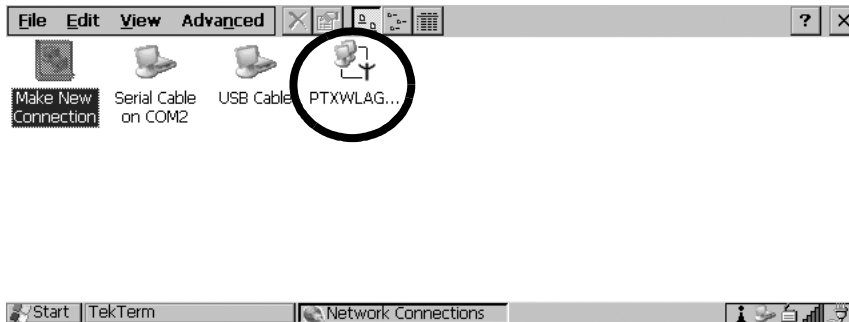 File Edit View Advanced ? ×
Make New Connection
Serial Cable on COM2
USB Cable
PTXWLAG...
Start TekTerm Network Connections